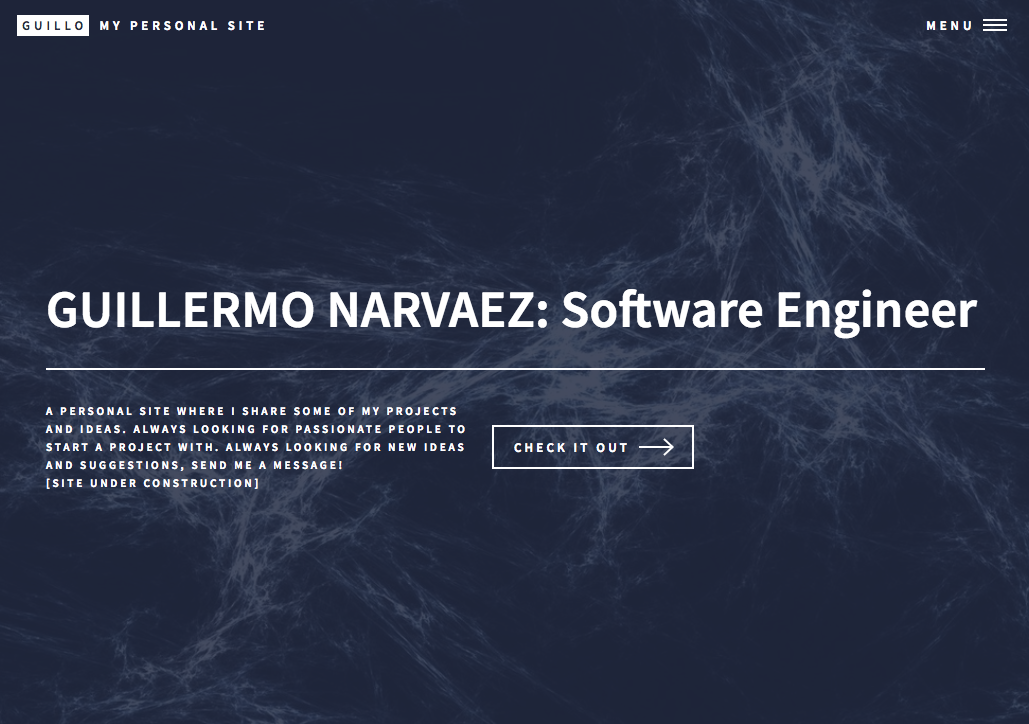 GUILLO MY PERSONAL SITE
MENU
GUILLERMO NARVAEZ: Software Engineer
A PERSONAL SITE WHERE I SHARE SOME OF MY PROJECTS
AND IDEAS. ALWAYS LOOKING FOR PASSIONATE PEOPLE TO
START A PROJECT WITH. ALWAYS LOOKING FOR NEW IDEAS
AND SUGGESTIONS, SEND ME A MESSAGE!
[SITE UNDER CONSTRUCTION]
CHECK IT OUT